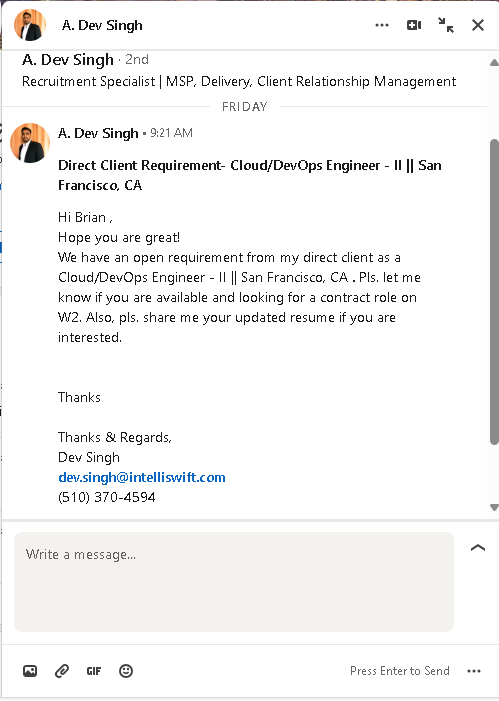 A. Dev Singh
A. Dev Singh · 2nd
Recruitment Specialist | MSP, Delivery, Client Relationship Management
FRIDAY
A. Dev Singh • 9:21 AM
Direct Client Requirement- Cloud/DevOps Engineer - II || San
Francisco, CA
Hi Brian ,
Hope you are great!
We have an open requirement from my direct client as a
Cloud/DevOps Engineer - II || San Francisco, CA . Pls. let me
know if you are available and looking for a contract role on
W2. Also, pls. share me your updated resume if you are
interested.
Thanks
Thanks & Regards,
Dev Singh
dev.singh@intelliswift.com
(510) 370-4594
Write a message...
GIF
Press Enter to Send